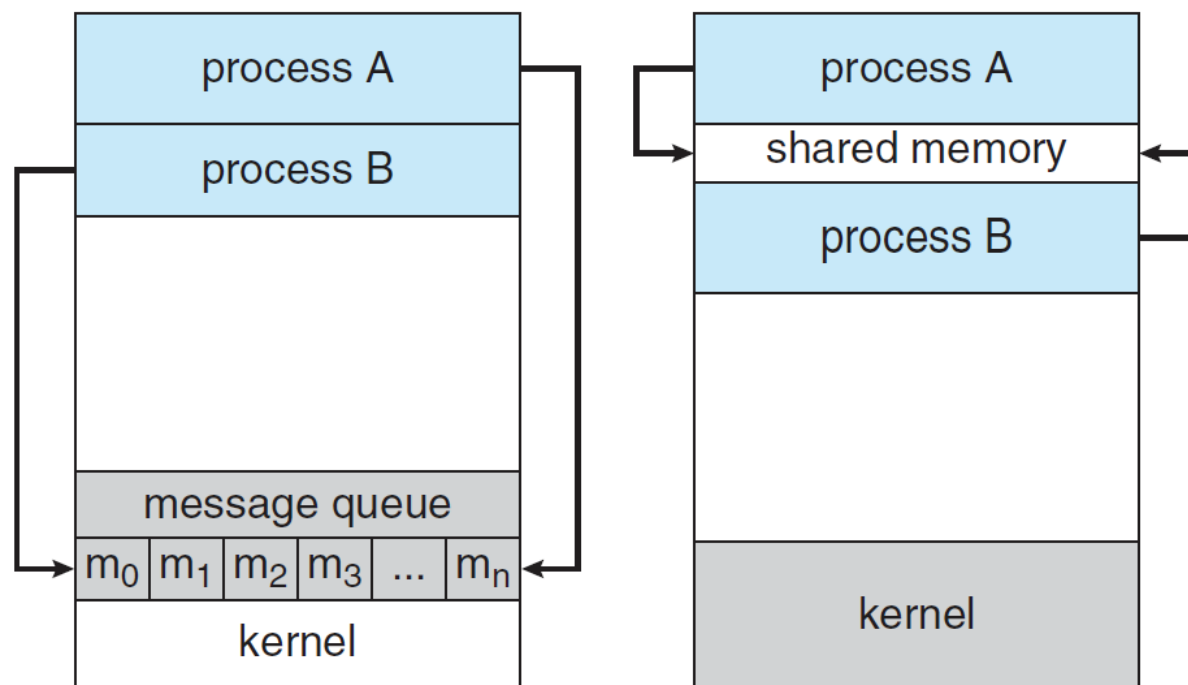 process A
process B
message queue
m0 m1 m2 m3 ... mn
kernel
process A
shared memory
process B
kernel